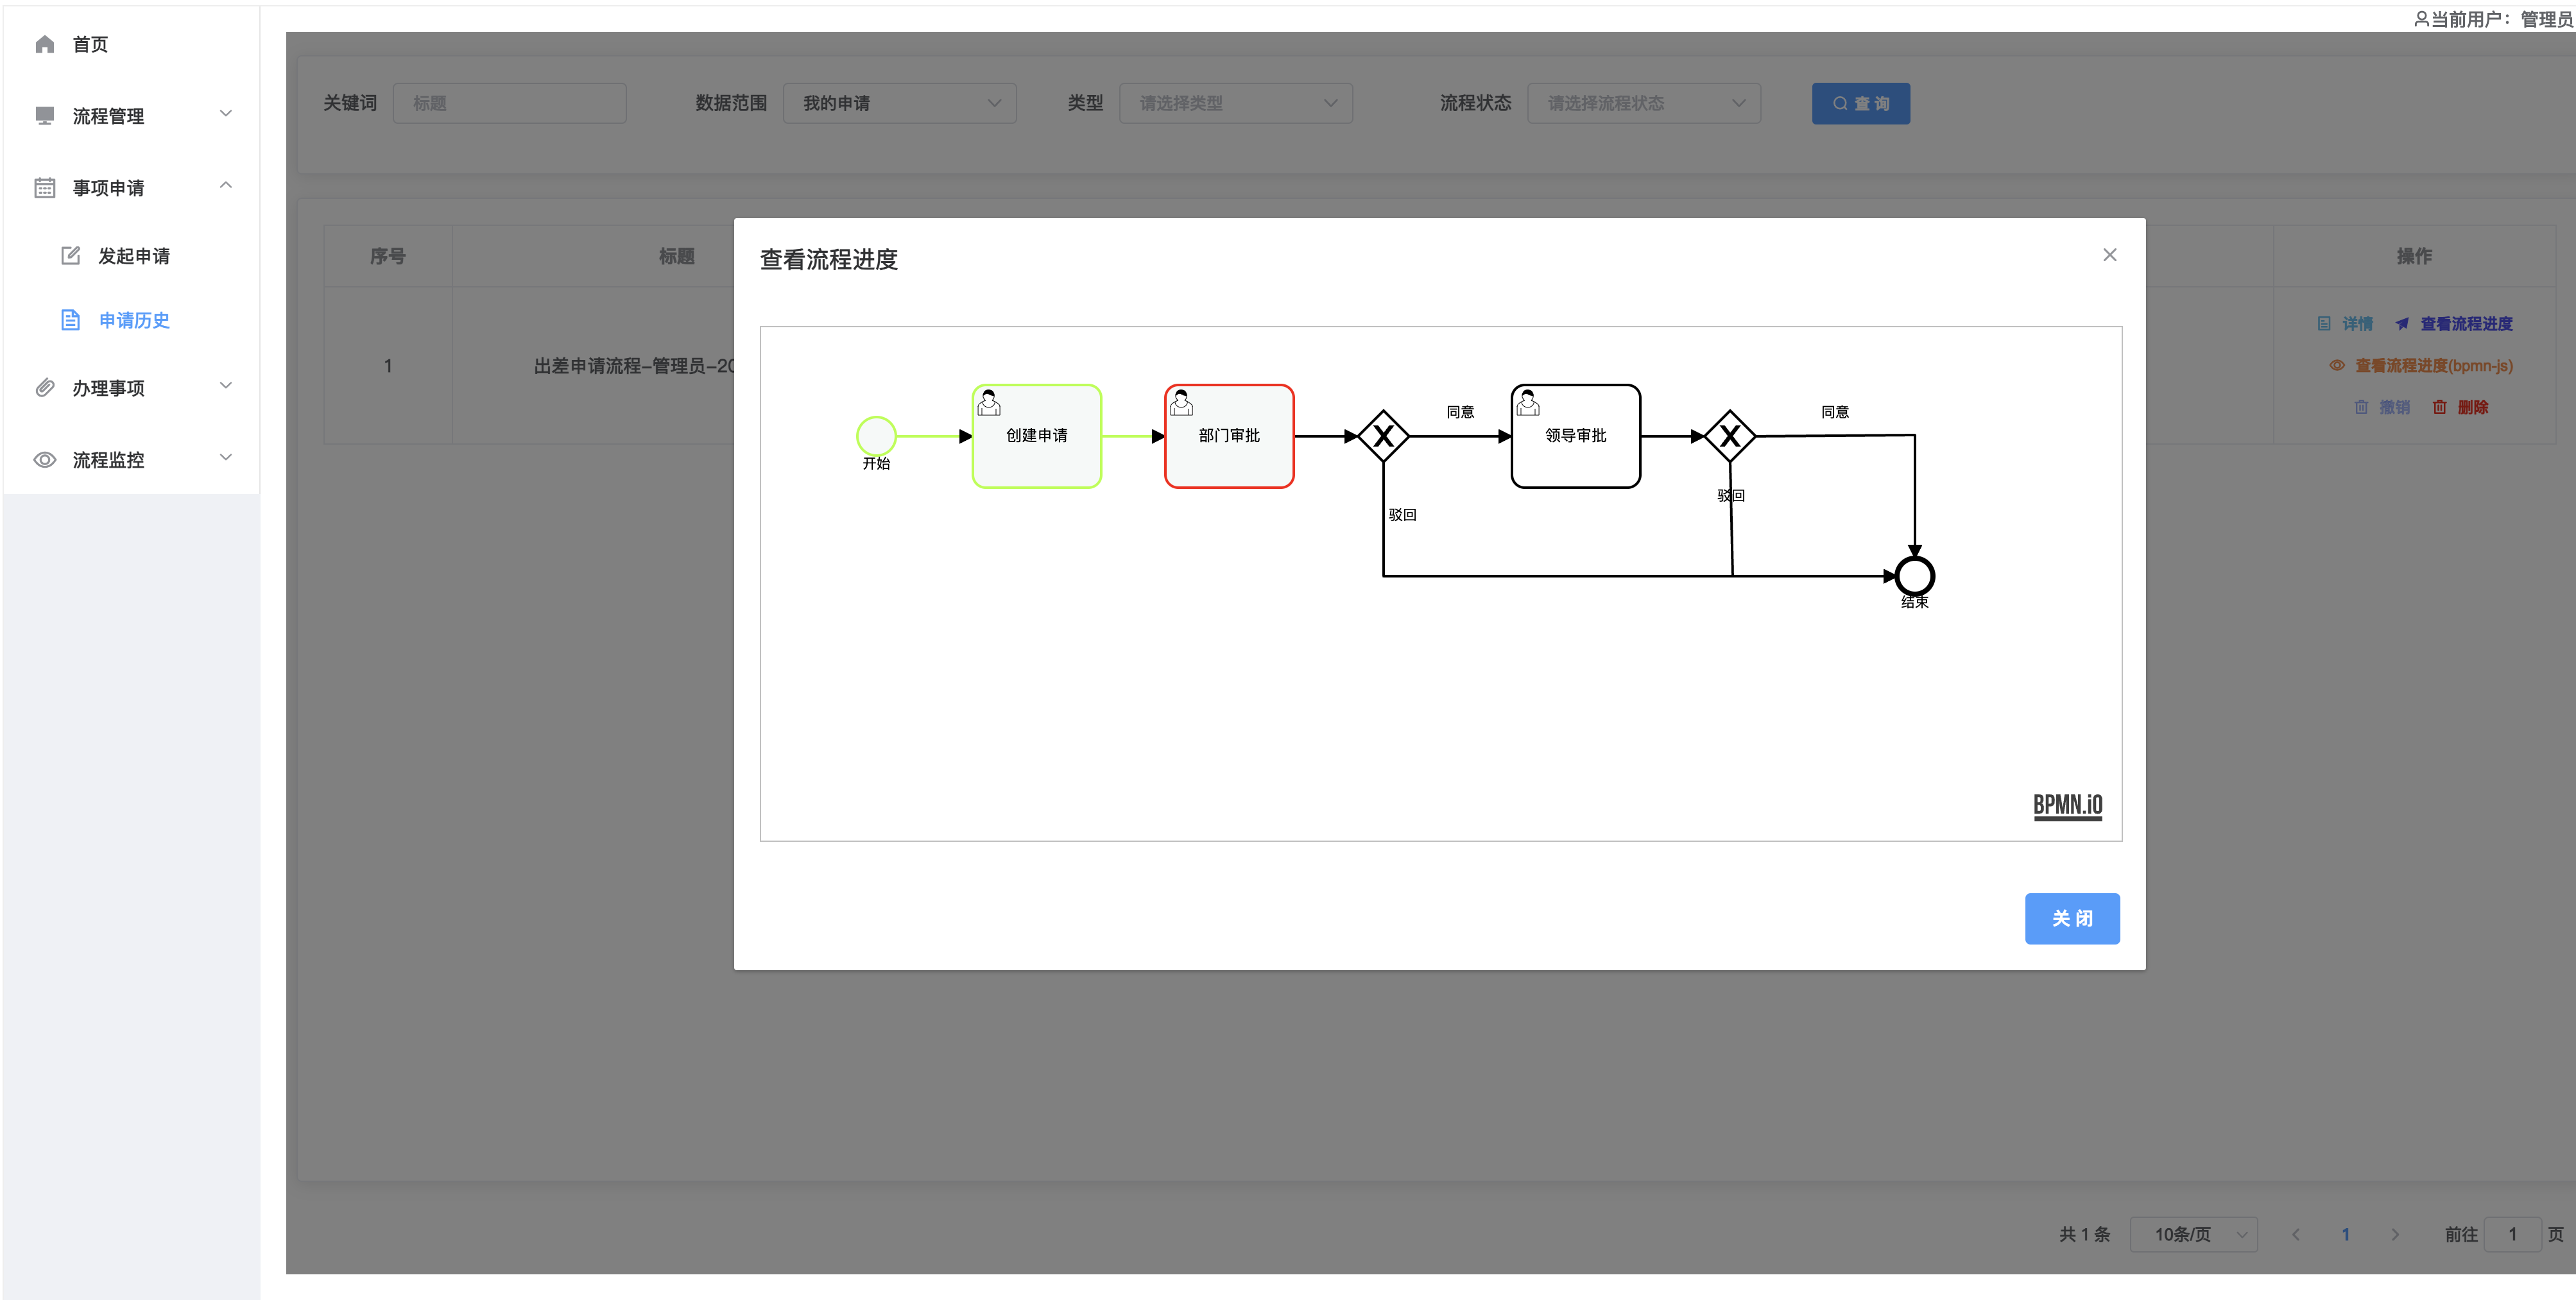 当前用户：管理员
首页
流程管理
事项申请
发起申请
申请历史
办理事项
流程监控
关键词 标题 数据范围 我的申请 类型 请选择类型 流程状态 请选择流程状态 查 询
序号 标题 操作
1 出差申请流程-管理员-20
详情 查看流程进度
查看流程进度(bpmn-js)
撤销 删除
查看流程进度
开始
创建申请
部门审批
同意
驳回
领导审批
同意
驳回
结束
BPMN.iO
关 闭
共 1 条 10条/页 1 前往 1 页